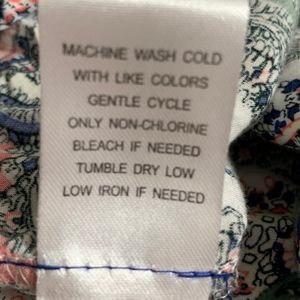 MACHINE WASH COLD
WITH LIKE COLORS
GENTLE CYCLE
ONLY NON-CHLORINE
BLEACH IF NEEDED
TUMBLE DRY LOW
LOW IRON IF NEEDED